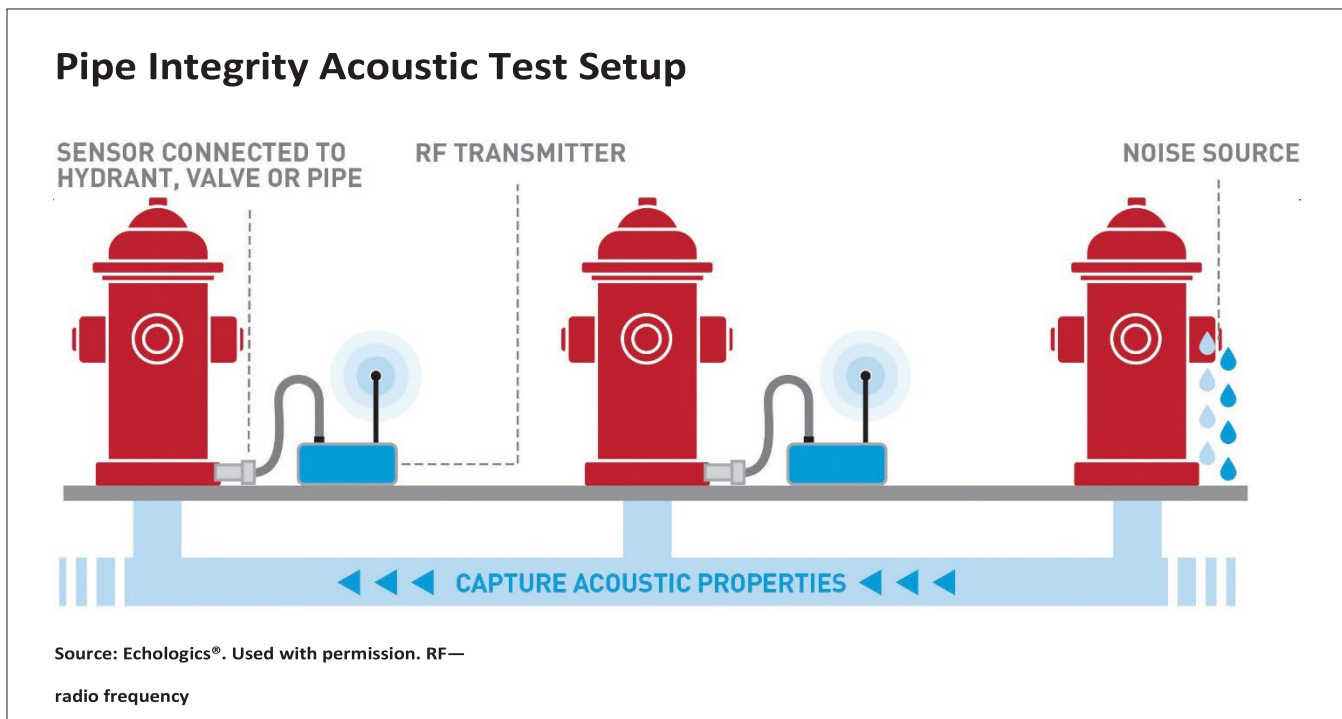 Pipe Integrity Acoustic Test Setup
SENSOR CONNECTED TO
HYDRANT, VALVE OR PIPE
RF TRANSMITTER
NOISE SOURCE
CAPTURE ACOUSTIC PROPERTIES
Source: Echologics®. Used with permission. RF—
radio frequency